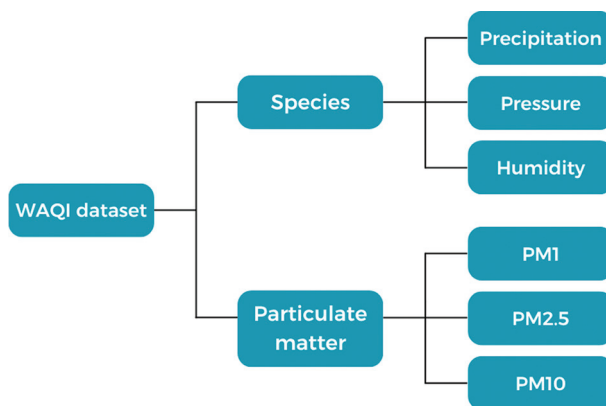 Precipitation
Species
Pressure
Humidity
WAQI dataset
PM1
Particulate
matter
PM2.5
PM10